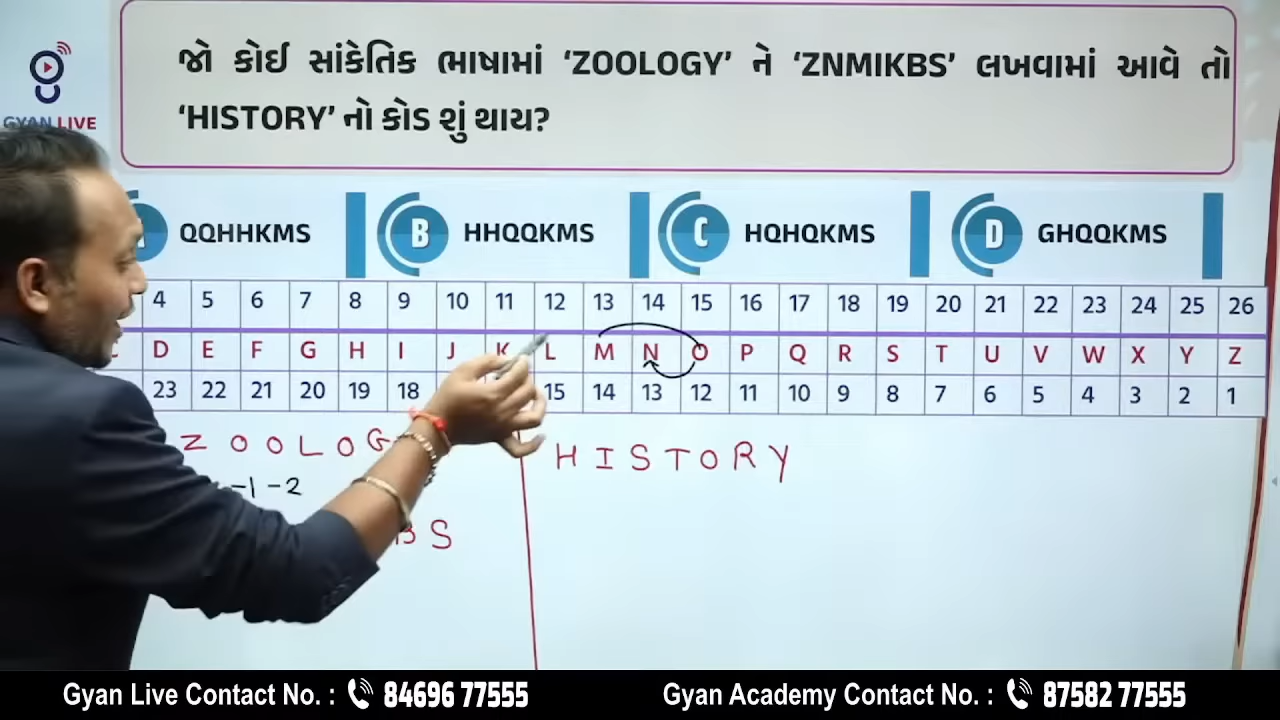 જો કોઈ સાંકેતિક ભાષામાં 'ZOOLOGY' ને 'ZNMIKBS' લખવામાં આવે તો
'HISTORY' નો કોડ શું થાય?
GYAN LIVE
QQHHKMS B HHQQKMS C HQHQKMS D GHQQKMS
4 5 6 7 8 9 10 11 12 13 14 15 16 17 18 19 20 21 22 23 24 25 26
D E F G H I J K L M N O P Q R S T U V W X Y Z
23 22 21 20 19 18 15 14 13 12 11 10 9 8 7 6 5 4 3 2 1
Z O O L O G
H I S T O R Y
-1 -2
B S
Gyan Live Contact No. : 84696 77555 Gyan Academy Contact No. : 87582 77555